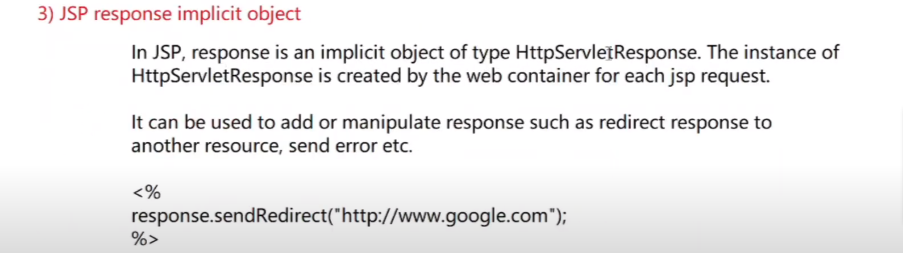 3) JSP response implicit object
In JSP, response is an implicit object of type HttpServletResponse. The instance of
HttpServletResponse is created by the web container for each jsp request.
It can be used to add or manipulate response such as redirect response to
another resource, send error etc.
<%
response.sendRedirect("http://www.google.com");
%>